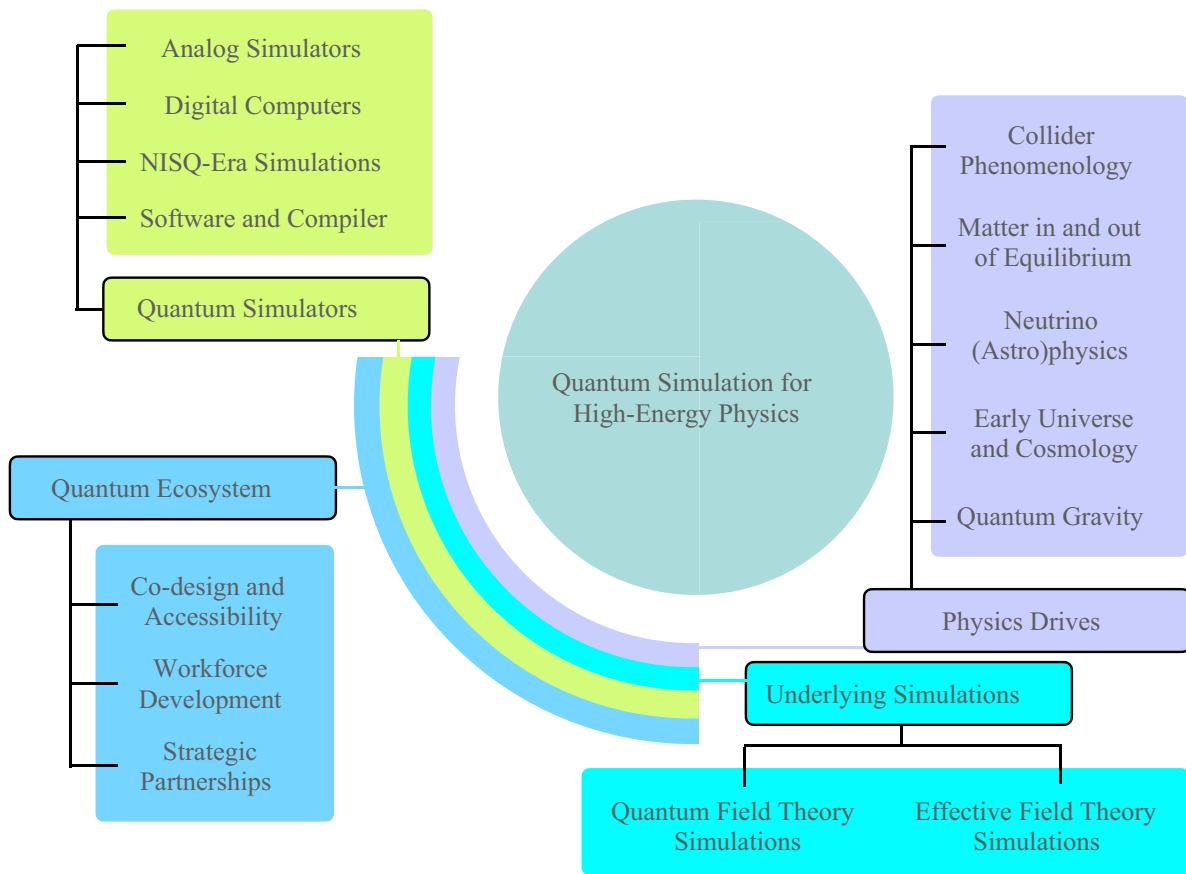 Analog Simulators
Digital Computers
NISQ-Era Simulations
Software and Compiler
Quantum Simulators
Quantum Ecosystem
Co-design and
Accessibility
Workforce
Development
Strategic
Partnerships
Quantum Simulation for
High-Energy Physics
Collider
Phenomenology
Matter in and out
of Equilibrium
Neutrino
(Astro)physics
Early Universe
and Cosmology
Quantum Gravity
Physics Drives
Underlying Simulations
Quantum Field Theory
Simulations
Effective Field Theory
Simulations